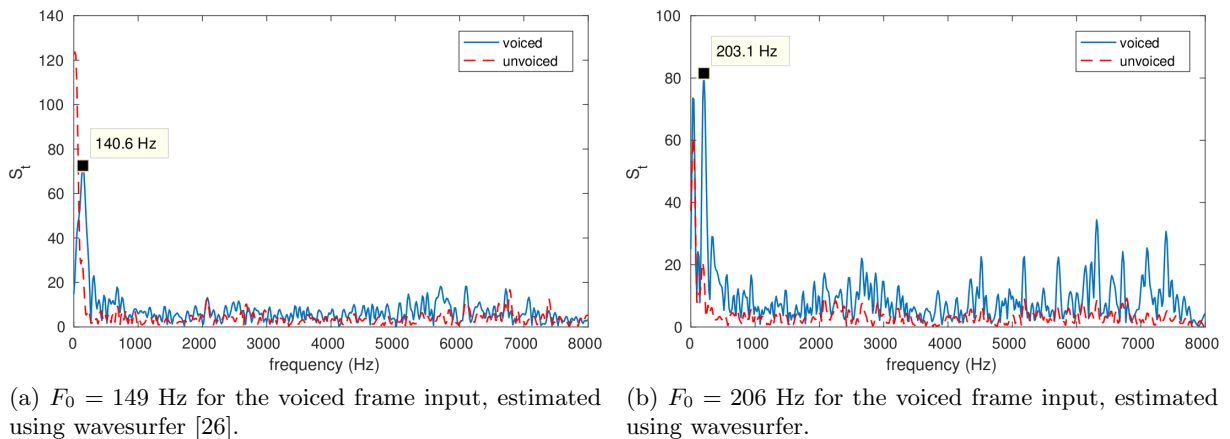 140
120
100
80
60
40
20
0
S_t
140.6 Hz
voiced
unvoiced
0 1000 2000 3000 4000 5000 6000 7000 8000
frequency (Hz)
(a) F_0 = 149 Hz for the voiced frame input, estimated
using wavesurfer [26].
100
80
60
40
20
0
S_t
203.1 Hz
voiced
unvoiced
0 1000 2000 3000 4000 5000 6000 7000 8000
frequency (Hz)
(b) F_0 = 206 Hz for the voiced frame input, estimated
using wavesurfer.